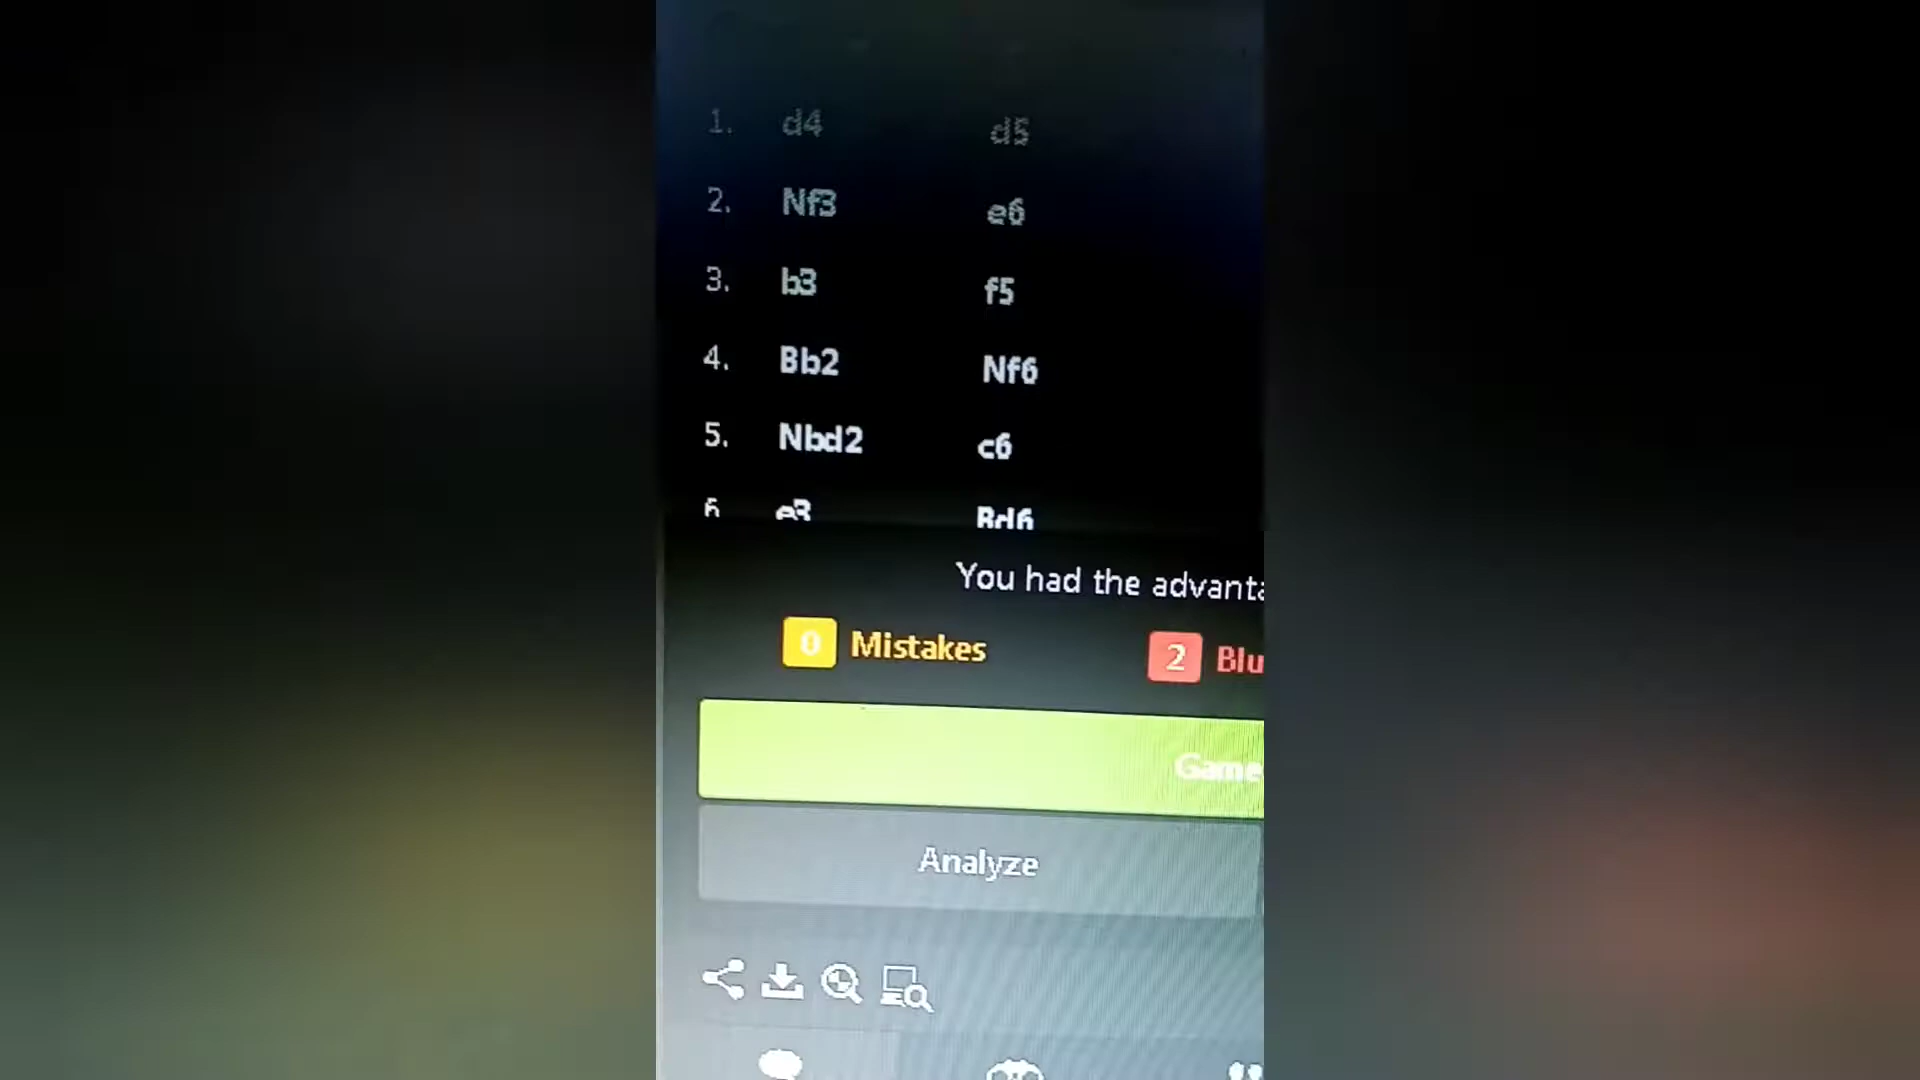 1. d4 d5
2. Nf3 e6
3. b3 f5
4. Bb2 Nf6
5. Nbd2 c6
6 e3 Bd6
You had the advanta
0 Mistakes 2 Blu
Game
Analyze